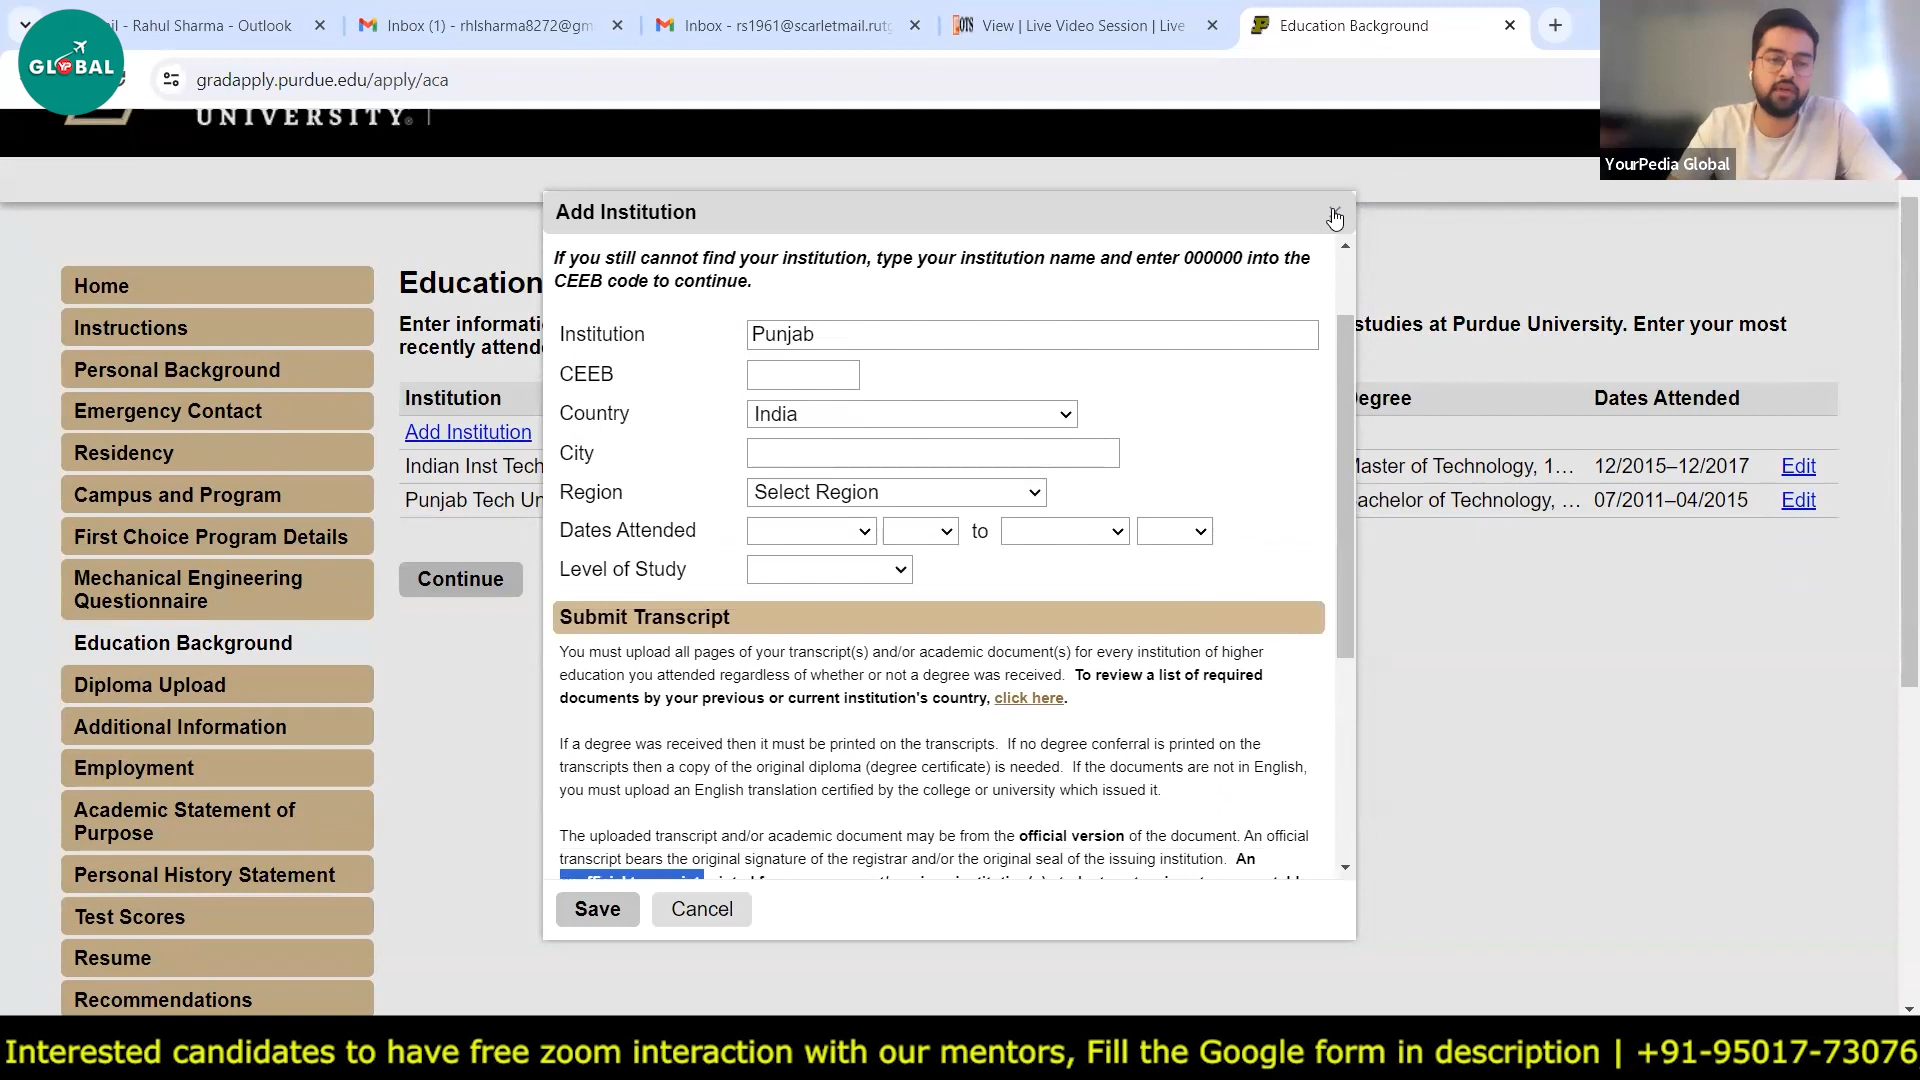 il - Rahul Sharma - Outlook
Inbox (1) - rhlsharma8272@gm
Inbox - rs1961@scarletmail.rutg
View | Live Video Session | Live
Education Background
GLOBAL
YP
gradapply.purdue.edu/apply/aca
UNIVERSITY®
YourPedia Global
Home
Instructions
Personal Background
Emergency Contact
Residency
Campus and Program
First Choice Program Details
Mechanical Engineering
Questionnaire
Education Background
Diploma Upload
Additional Information
Employment
Academic Statement of
Purpose
Personal History Statement
Test Scores
Resume
Recommendations
Education
Enter informati studies at Purdue University. Enter your most
recently attend
Institution egree Dates Attended
Add Institution
Indian Inst Tech Master of Technology, 1… 12/2015–12/2017 Edit
Punjab Tech Un achelor of Technology, … 07/2011–04/2015 Edit
Continue
Add Institution
If you still cannot find your institution, type your institution name and enter 000000 into the
CEEB code to continue.
Institution Punjab
CEEB
Country India
City
Region Select Region
Dates Attended to
Level of Study
Submit Transcript
You must upload all pages of your transcript(s) and/or academic document(s) for every institution of higher
education you attended regardless of whether or not a degree was received. To review a list of required
documents by your previous or current institution's country, click here.
If a degree was received then it must be printed on the transcripts. If no degree conferral is printed on the
transcripts then a copy of the original diploma (degree certificate) is needed. If the documents are not in English,
you must upload an English translation certified by the college or university which issued it.
The uploaded transcript and/or academic document may be from the official version of the document. An official
transcript bears the original signature of the registrar and/or the original seal of the issuing institution. An
Save
Cancel
Interested candidates to have free zoom interaction with our mentors, Fill the Google form in description | +91-95017-73076